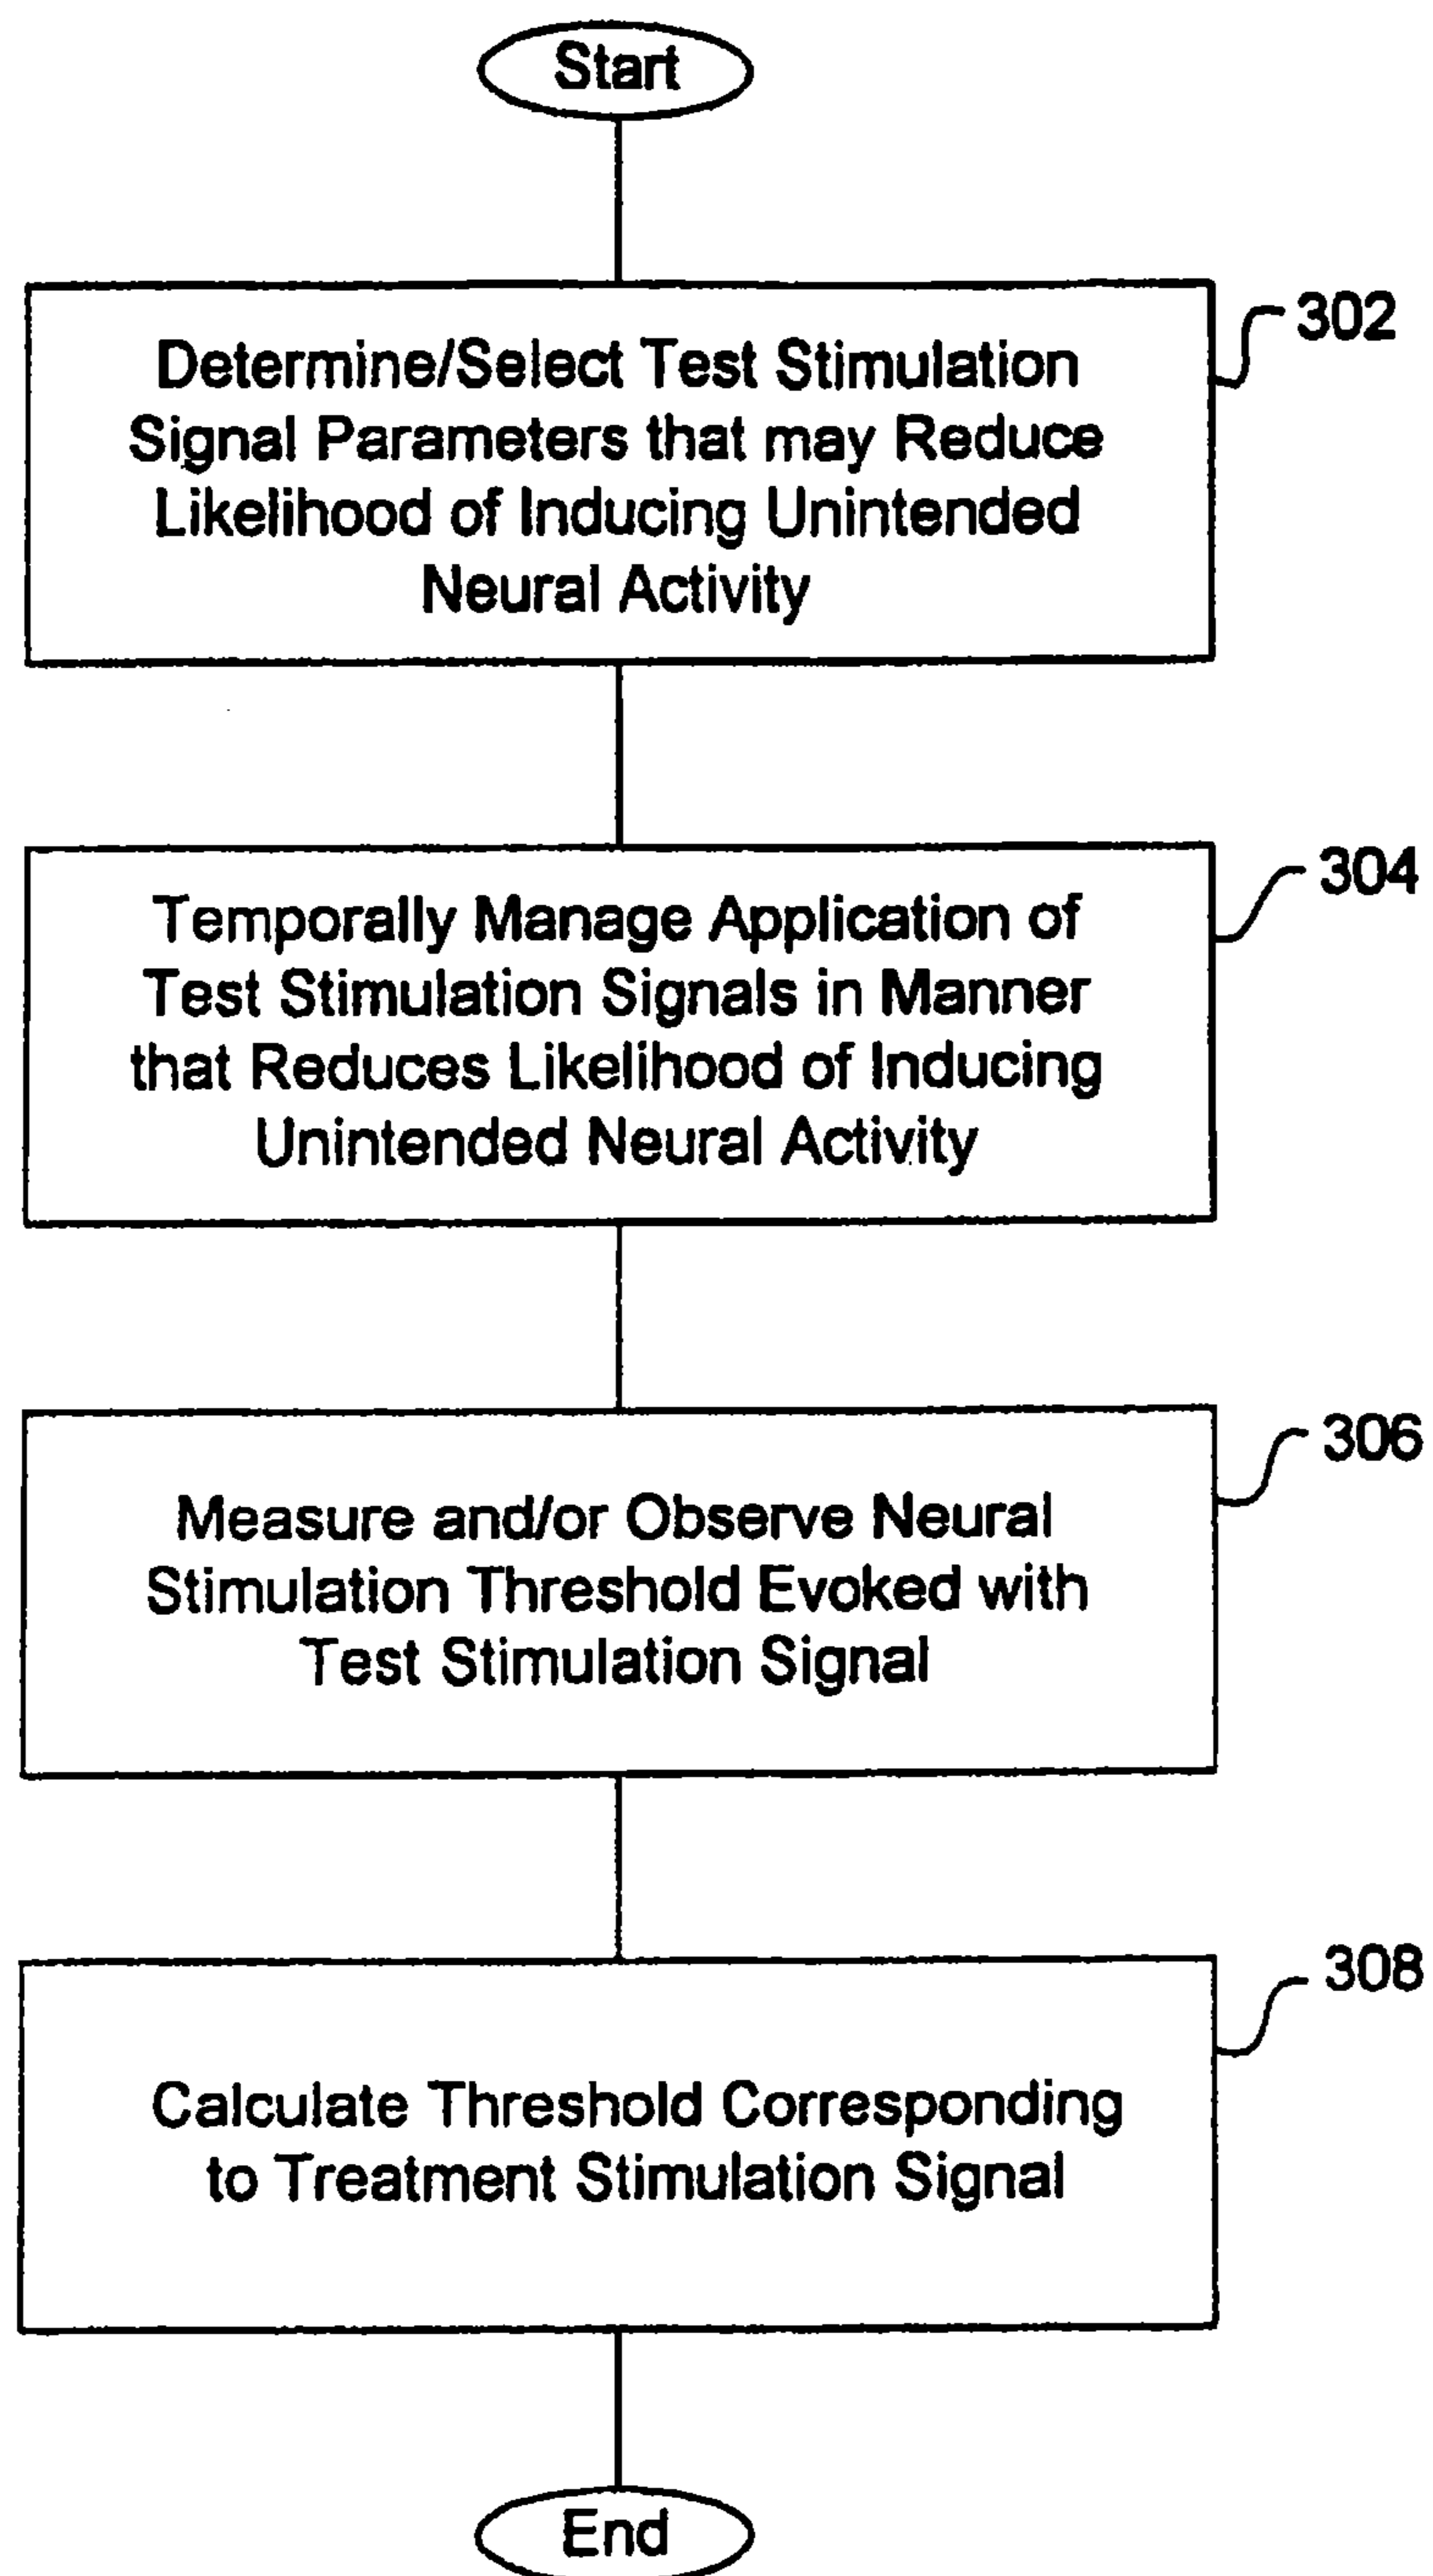 Start
302
Determine/Select Test Stimulation
Signal Parameters that may Reduce
Likelihood of Inducing Unintended
Neural Activity
304
Temporally Manage Application of
Test Stimulation Signals in Manner
that Reduces Likelihood of Inducing
Unintended Neural Activity
306
Measure and/or Observe Neural
Stimulation Threshold Evoked with
Test Stimulation Signal
308
Calculate Threshold Corresponding
to Treatment Stimulation Signal
End